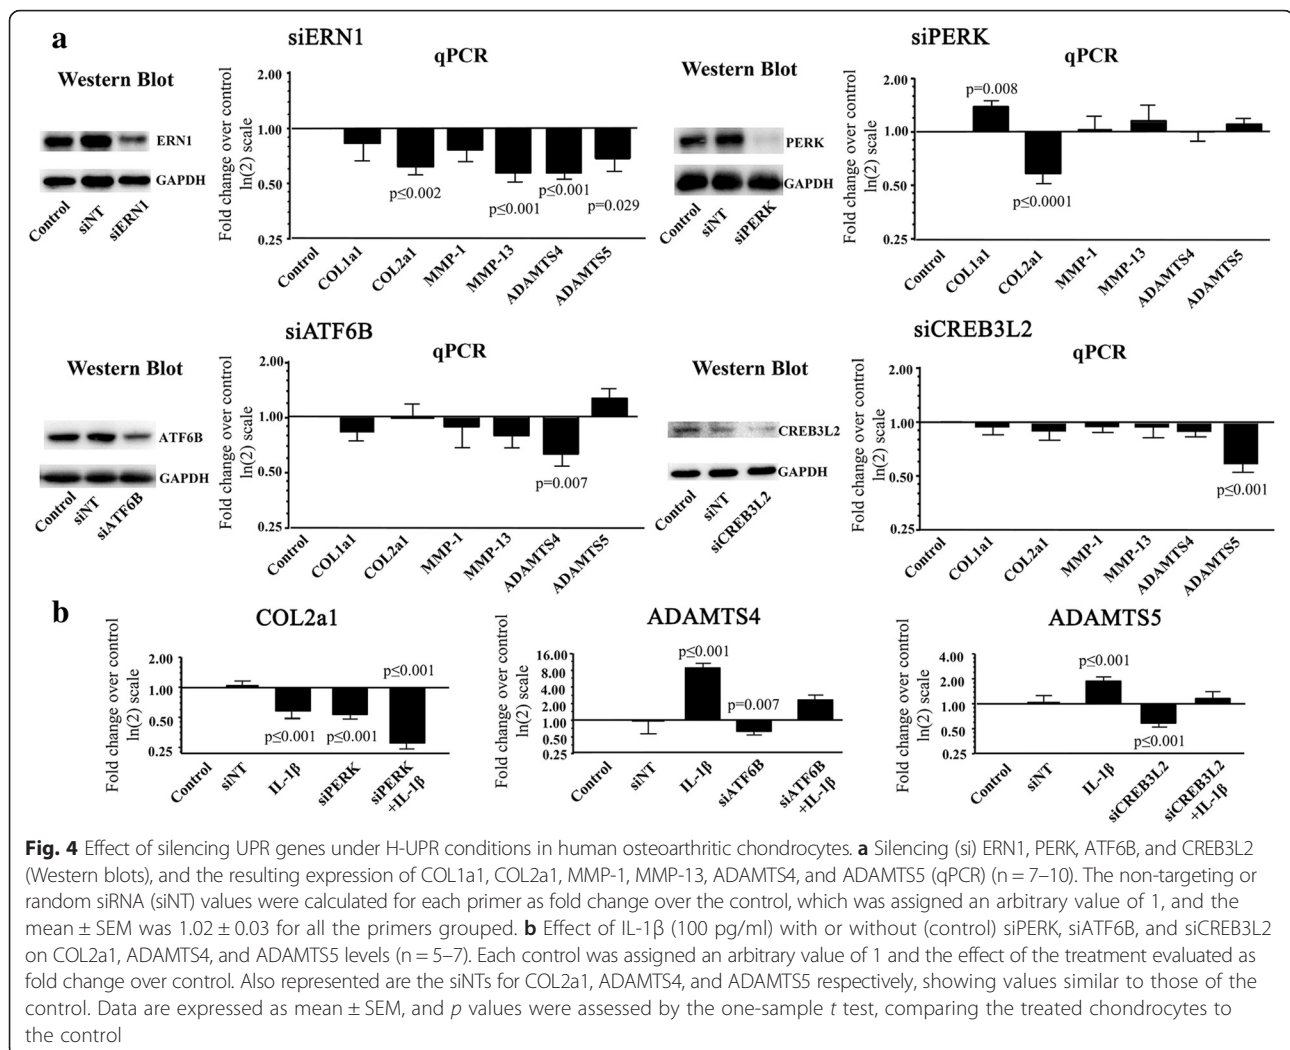 a
siERN1
Western Blot
qPCR
ERN1
GAPDH
Control
siNT
siERN1
Fold change over control
ln(2) scale
2.00
1.00
0.50
0.25
p≤0.002
p≤0.001
p≤0.001
p=0.029
Control
COL1a1
COL2a1
MMP-1
MMP-13
ADAMTS4
ADAMTS5
siPERK
Western Blot
qPCR
PERK
GAPDH
Control
siNT
siPERK
Fold change over control
ln(2) scale
2.00
1.00
0.50
0.25
p=0.008
p≤0.0001
Control
COL1a1
COL2a1
MMP-1
MMP-13
ADAMTS4
ADAMTS5
siATF6B
Western Blot
qPCR
ATF6B
GAPDH
Control
siNT
siATF6B
Fold change over control
ln(2) scale
2.00
1.00
0.50
0.25
p=0.007
Control
COL1a1
COL2a1
MMP-1
MMP-13
ADAMTS4
ADAMTS5
siCREB3L2
Western Blot
qPCR
CREB3L2
GAPDH
Control
siNT
siCREB3L2
Fold change over control
ln(2) scale
2.00
1.00
0.50
0.25
p≤0.001
Control
COL1a1
COL2a1
MMP-1
MMP-13
ADAMTS4
ADAMTS5
b
COL2a1
Fold change over control
ln(2) scale
2.00
1.00
0.50
0.25
p≤0.001
p≤0.001
p≤0.001
Control
siNT
IL-1β
siPERK
siPERK
+IL-1β
ADAMTS4
Fold change over control
ln(2) scale
16.00
8.00
4.00
2.00
1.00
0.50
0.25
p≤0.001
p=0.007
Control
siNT
IL-1β
siATF6B
siATF6B
+IL-1β
ADAMTS5
Fold change over control
ln(2) scale
4.00
2.00
1.00
0.50
0.25
p≤0.001
p≤0.001
Control
siNT
IL-1β
siCREB3L2
siCREB3L2
+IL-1β
Fig. 4 Effect of silencing UPR genes under H-UPR conditions in human osteoarthritic chondrocytes. a Silencing (si) ERN1, PERK, ATF6B, and CREB3L2
(Western blots), and the resulting expression of COL1a1, COL2a1, MMP-1, MMP-13, ADAMTS4, and ADAMTS5 (qPCR) (n = 7–10). The non-targeting or
random siRNA (siNT) values were calculated for each primer as fold change over the control, which was assigned an arbitrary value of 1, and the
mean ± SEM was 1.02 ± 0.03 for all the primers grouped. b Effect of IL-1β (100 pg/ml) with or without (control) siPERK, siATF6B, and siCREB3L2
on COL2a1, ADAMTS4, and ADAMTS5 levels (n = 5–7). Each control was assigned an arbitrary value of 1 and the effect of the treatment evaluated as
fold change over control. Also represented are the siNTs for COL2a1, ADAMTS4, and ADAMTS5 respectively, showing values similar to those of the
control. Data are expressed as mean ± SEM, and p values were assessed by the one-sample t test, comparing the treated chondrocytes to
the control